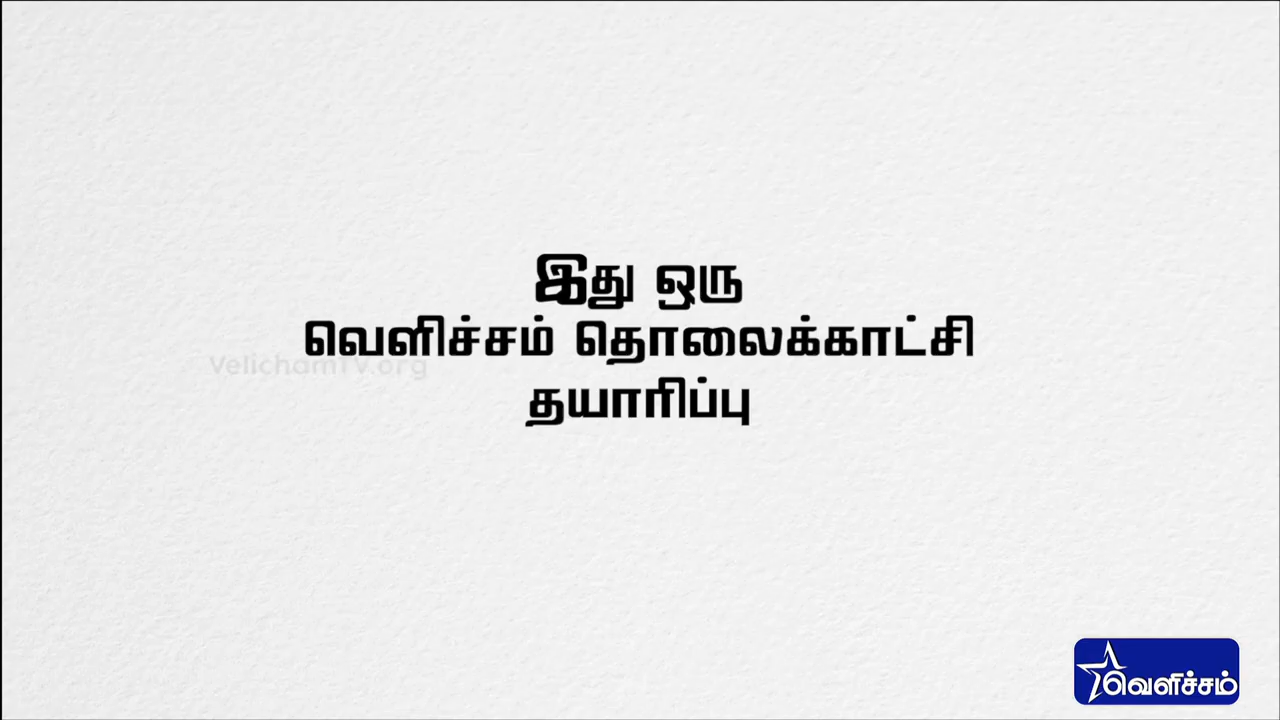 இது ஒரு
வெளிச்சம் தொலைக்காட்சி
VelichamTV.org
தயாரிப்பு
வெளிச்சம்